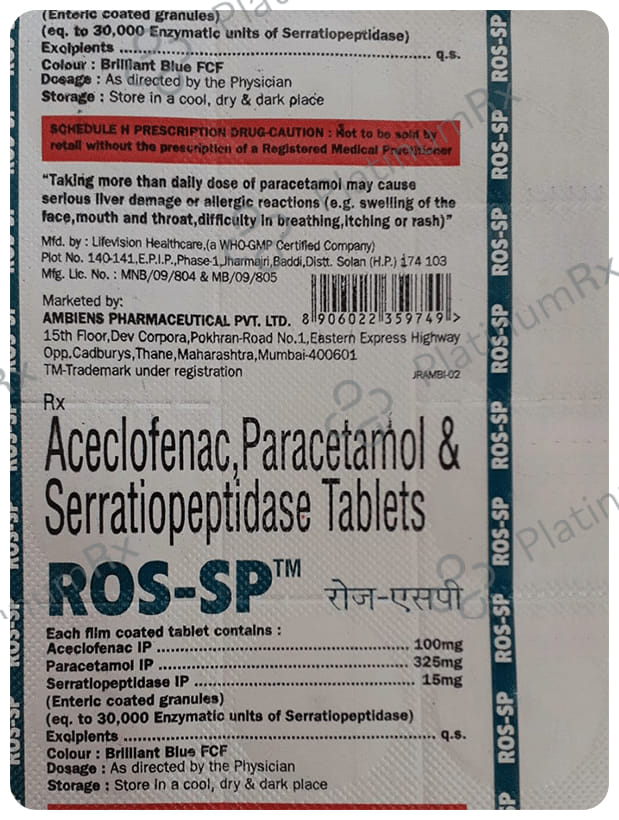 (Enteric coated granules)
(eq. to 30,000 Enzymatic units of Serratiopeptidase)
Excipients ........................................................ q.s.
Colour : Brilliant Blue FCF
Dosage : As directed by the Physician
Storage : Store in a cool, dry & dark place
SCHEDULE H PRESCRIPTION DRUG-CAUTION : Not to be sold by
retail without the prescription of a Registered Medical Practitioner
"Taking more than daily dose of paracetamol may cause
serious liver damage or allergic reactions (e.g. swelling of the
face,mouth and throat,difficulty in breathing,itching or rash)"
Mfd. by : Lifevision Healthcare,(a WHO-GMP Certified Company)
Plot No. 140-141,E.P.I.P.,Phase-1,Jharmajri,Baddi,Distt. Solan (H.P.) 174 103
Mfg. Lic. No. : MNB/09/804 & MB/09/805
Marketed by:
AMBIENS PHARMACEUTICAL PVT. LTD. 8 906022 359749 >
15th Floor,Dev Corpora,Pokhran-Road No.1,Eastern Express Highway
Opp.Cadburys,Thane,Maharashtra,Mumbai-400601
TM-Trademark under registration JRAMBI-02
Rx
Aceclofenac,Paracetamol &
Serratiopeptidase Tablets
ROS-SP™ रोज-एसपी
Each film coated tablet contains :
Aceclofenac IP ........................................................ 100mg
Paracetamol IP ........................................................ 325mg
Serratiopeptidase IP ................................................ 15mg
(Enteric coated granules)
(eq. to 30,000 Enzymatic units of Serratiopeptidase)
Excipients ........................................................ q.s.
Colour : Brilliant Blue FCF
Dosage : As directed by the Physician
Storage : Store in a cool, dry & dark place
ROS-SP
ROS-SP
ROS-SP
ROS-SP
ROS-SP
ROS-SP
ROS-SP
ROS-SP
PlatinumRx
PlatinumRx